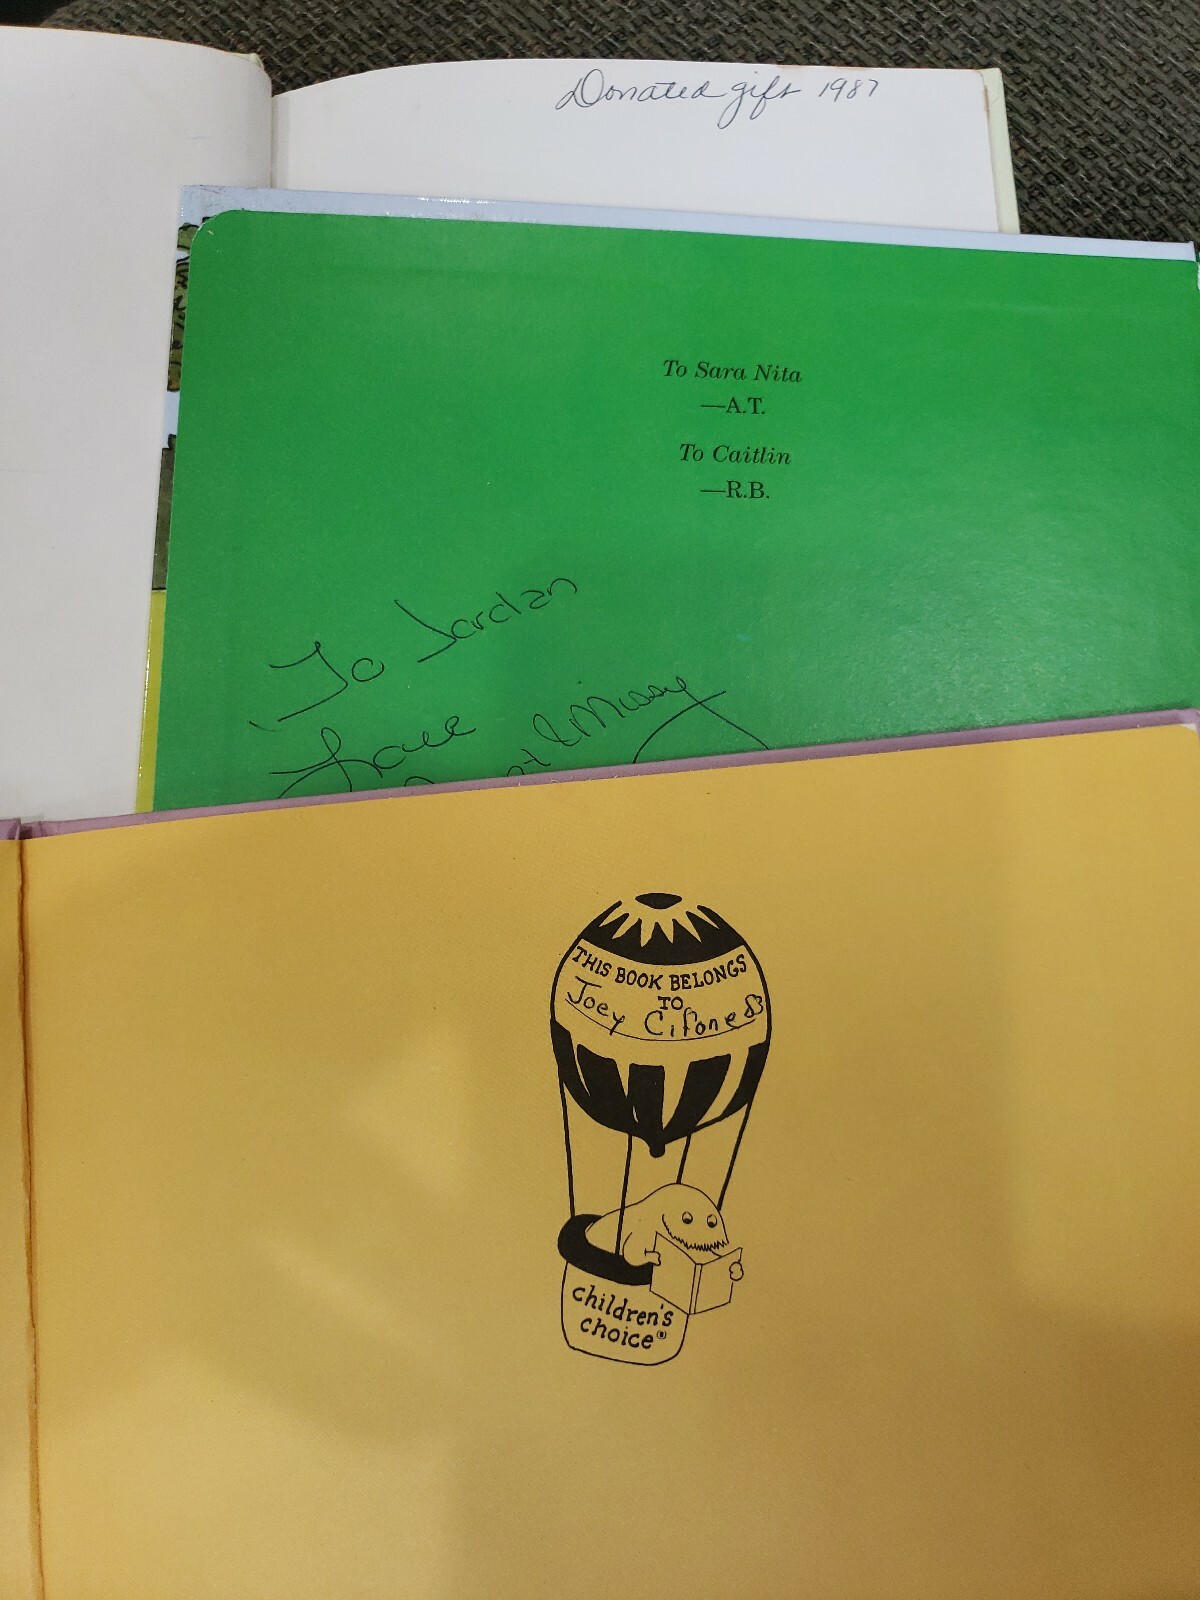 Donated gift 1987
To Sara Nita
—A.T.
To Caitlin
—R.B.
To Jordan
Love
& Missy
THIS BOOK BELONGS
TO
Joey Cifone
children's
choice®